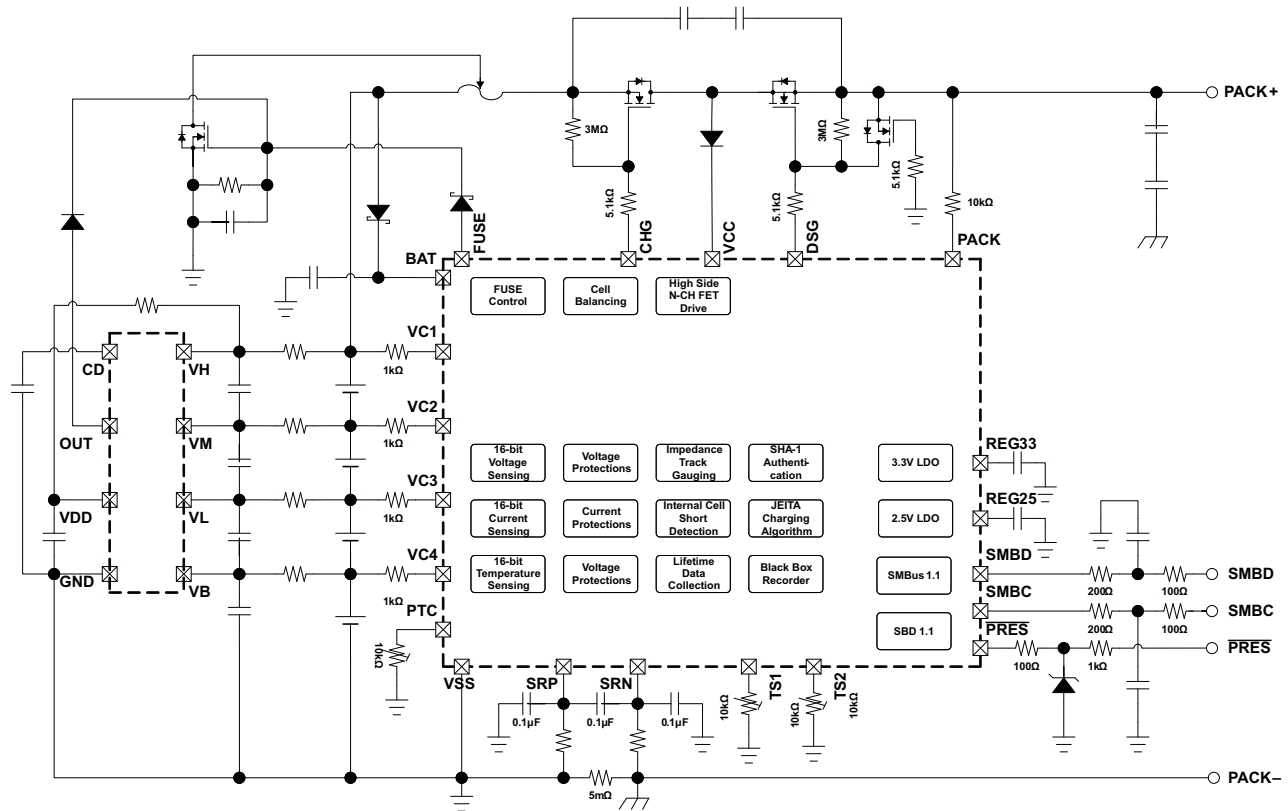 PACK+
3MΩ
3MΩ
5.1kΩ
5.1kΩ
5.1kΩ
10kΩ
FUSE
CHG
VCC
DSG
PACK
BAT
FUSE
Control
Cell
Balancing
High Side
N-CH FET
Drive
VC1
CD
VH
1kΩ
VC2
OUT
VM
1kΩ
REG33
16-bit
Voltage
Sensing
Voltage
Protections
Impedance
Track
Gauging
SHA-1
Authenti-
cation
3.3V LDO
VC3
VDD
VL
1kΩ
REG25
16-bit
Current
Sensing
Current
Protections
Internal Cell
Short
Detection
JEITA
Charging
Algorithm
2.5V LDO
VC4
SMBD
GND
VB
1kΩ
16-bit
Temperature
Sensing
Voltage
Protections
Lifetime
Data
Collection
Black Box
Recorder
SMBus 1.1
200Ω
100Ω
SMBD
SMBC
PTC
200Ω
100Ω
SMBC
SBD 1.1
PRES
10kΩ
100Ω
1kΩ
PRES
VSS
SRP
SRN
TS1
TS2
0.1µF
0.1µF
0.1µF
10kΩ
10kΩ
10kΩ
5mΩ
PACK–